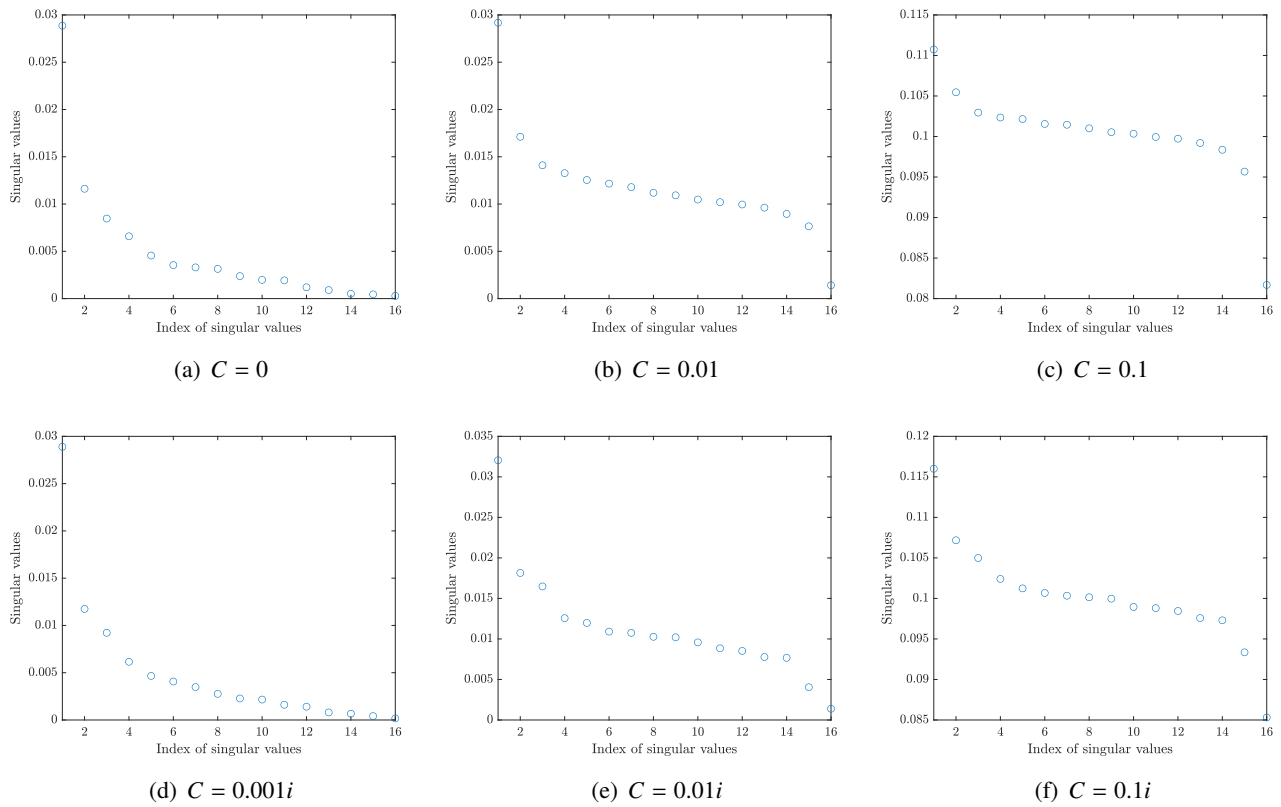 0.03
0.025
0.02
0.015
0.01
0.005
0
Singular values
2 4 6 8 10 12 14 16
Index of singular values
(a) C = 0
0.03
0.025
0.02
0.015
0.01
0.005
0
Singular values
2 4 6 8 10 12 14 16
Index of singular values
(b) C = 0.01
0.115
0.11
0.105
0.1
0.095
0.09
0.085
0.08
Singular values
2 4 6 8 10 12 14 16
Index of singular values
(c) C = 0.1
0.03
0.025
0.02
0.015
0.01
0.005
0
Singular values
2 4 6 8 10 12 14 16
Index of singular values
(d) C = 0.001i
0.035
0.03
0.025
0.02
0.015
0.01
0.005
0
Singular values
2 4 6 8 10 12 14 16
Index of singular values
(e) C = 0.01i
0.12
0.115
0.11
0.105
0.1
0.095
0.09
0.085
Singular values
2 4 6 8 10 12 14 16
Index of singular values
(f) C = 0.1i